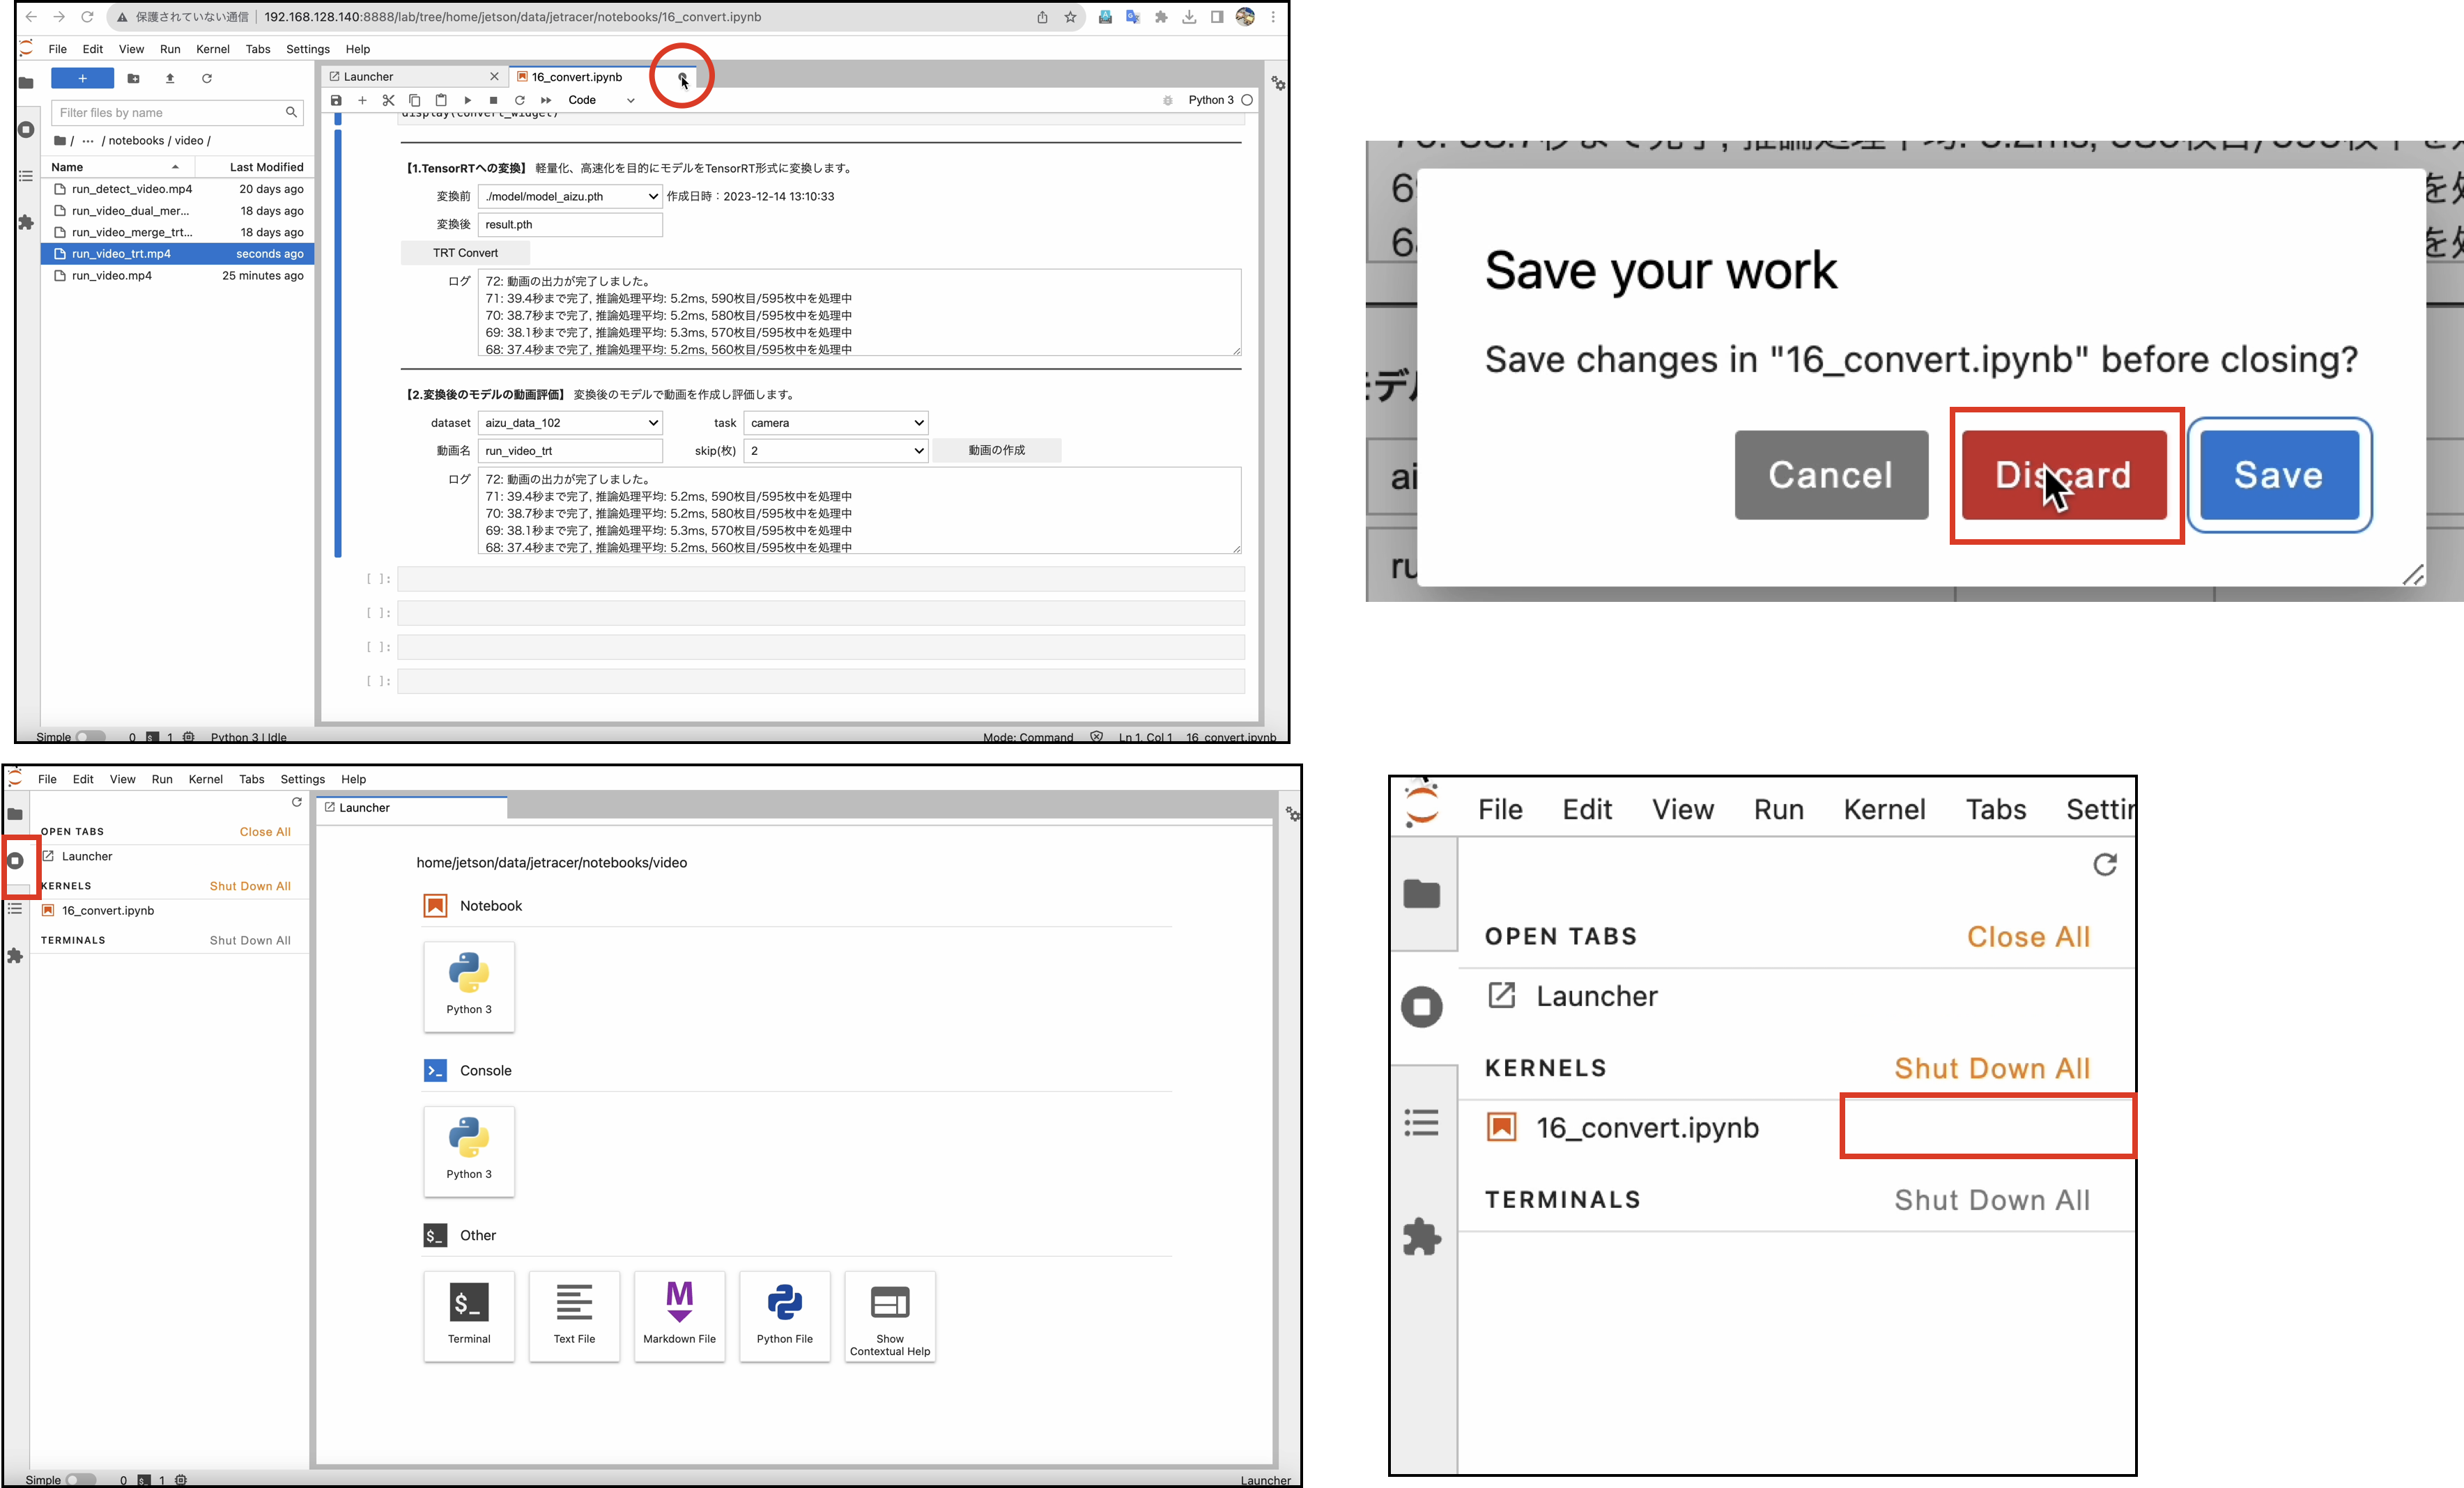 保護されていない通信 192.168.128.140:8888/lab/tree/home/jetson/data/jetracer/notebooks/16_convert.ipynb
File Edit View Run Kernel Tabs Settings Help
+
Launcher
16_convert.ipynb
Code
Python 3
Filter files by name
/ ··· / notebooks / video /
Name Last Modified
run_detect_video.mp4 20 days ago
run_video_dual_mer... 18 days ago
run_video_merge_trt... 18 days ago
run_video_trt.mp4 seconds ago
run_video.mp4 25 minutes ago
display(convert_widget)
【1.TensorRTへの変換】 軽量化、高速化を目的にモデルをTensorRT形式に変換します。
変換前 ./model/model_aizu.pth 作成日時：2023-12-14 13:10:33
変換後 result.pth
TRT Convert
ログ 72: 動画の出力が完了しました。
71: 39.4秒まで完了, 推論処理平均: 5.2ms, 590枚目/595枚中を処理中
70: 38.7秒まで完了, 推論処理平均: 5.2ms, 580枚目/595枚中を処理中
69: 38.1秒まで完了, 推論処理平均: 5.3ms, 570枚目/595枚中を処理中
68: 37.4秒まで完了, 推論処理平均: 5.2ms, 560枚目/595枚中を処理中
【2.変換後のモデルの動画評価】 変換後のモデルで動画を作成し評価します。
dataset aizu_data_102 task camera
動画名 run_video_trt skip(枚) 2 動画の作成
ログ 72: 動画の出力が完了しました。
71: 39.4秒まで完了, 推論処理平均: 5.2ms, 590枚目/595枚中を処理中
70: 38.7秒まで完了, 推論処理平均: 5.2ms, 580枚目/595枚中を処理中
69: 38.1秒まで完了, 推論処理平均: 5.3ms, 570枚目/595枚中を処理中
68: 37.4秒まで完了, 推論処理平均: 5.2ms, 560枚目/595枚中を処理中
[ ]:
[ ]:
[ ]:
[ ]:
Simple 0 1 Python 3 | Idle Mode: Command Ln 1, Col 1 16_convert.ipynb
Save your work
Save changes in "16_convert.ipynb" before closing?
Cancel Discard Save
File Edit View Run Kernel Tabs Settings Help
OPEN TABS Close All
Launcher
KERNELS Shut Down All
16_convert.ipynb
TERMINALS Shut Down All
Launcher
home/jetson/data/jetracer/notebooks/video
Notebook
Python 3
Console
Python 3
$_ Other
$_
Terminal
Text File
M
Markdown File
Python File
Show
Contextual Help
Simple 0 1 Launcher
File Edit View Run Kernel Tabs Settin
OPEN TABS Close All
Launcher
KERNELS Shut Down All
16_convert.ipynb
TERMINALS Shut Down All